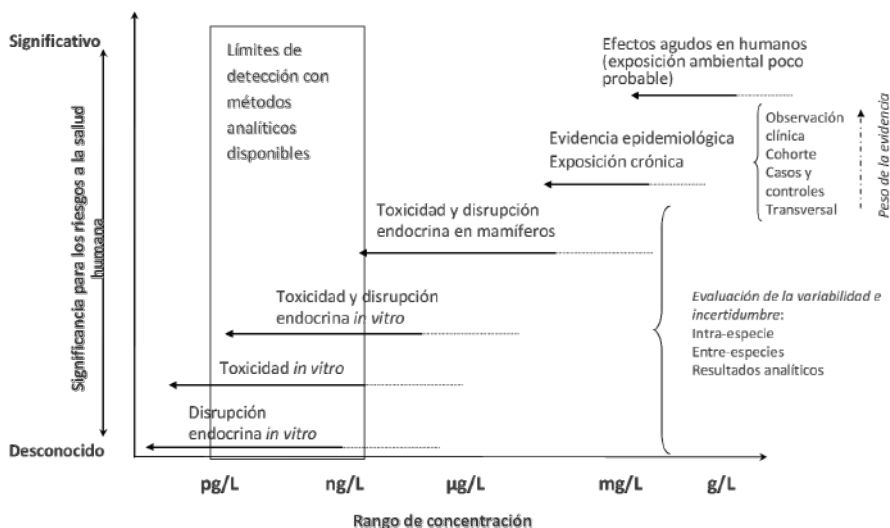 Significativo
Significancia para los riesgos a la salud
humana
Desconocido
Límites de
detección con
métodos
analíticos
disponibles
Efectos agudos en humanos
(exposición ambiental poco
probable)
Evidencia epidemiológica
Exposición crónica
Observación
clínica
Cohorte
Casos y
controles
Transversal
Peso de la evidencia
Toxicidad y disrupción
endocrina en mamíferos
Toxicidad y disrupción
endocrina in vitro
Toxicidad in vitro
Disrupción
endocrina in vitro
Evaluación de la variabilidad e
incertidumbre:
Intra-especie
Entre-especies
Resultados analíticos
pg/L ng/L µg/L mg/L g/L
Rango de concentración